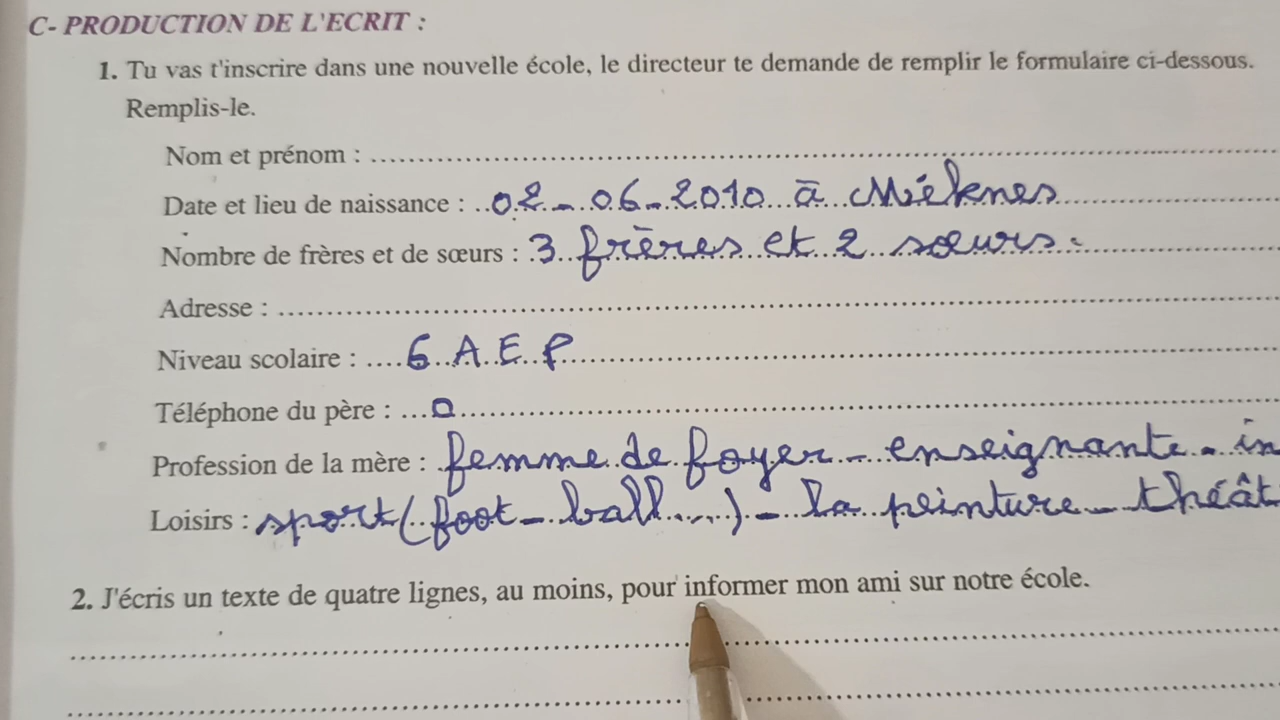 C- PRODUCTION DE L'ECRIT :
1. Tu vas t'inscrire dans une nouvelle école, le directeur te demande de remplir le formulaire ci-dessous.
Remplis-le.
Nom et prénom : ..........
Date et lieu de naissance : 02 - 06 - 2010 à Mèknes
Nombre de frères et de sœurs : 3 frères et 2 sœurs.
Adresse : ..........
Niveau scolaire : .... 6 A E P
Téléphone du père : ... 0
Profession de la mère : femme de foyer - enseignante - in
Loisirs : sport ( foot - ball .... ) - la peinture - théât
2. J'écris un texte de quatre lignes, au moins, pour informer mon ami sur notre école.